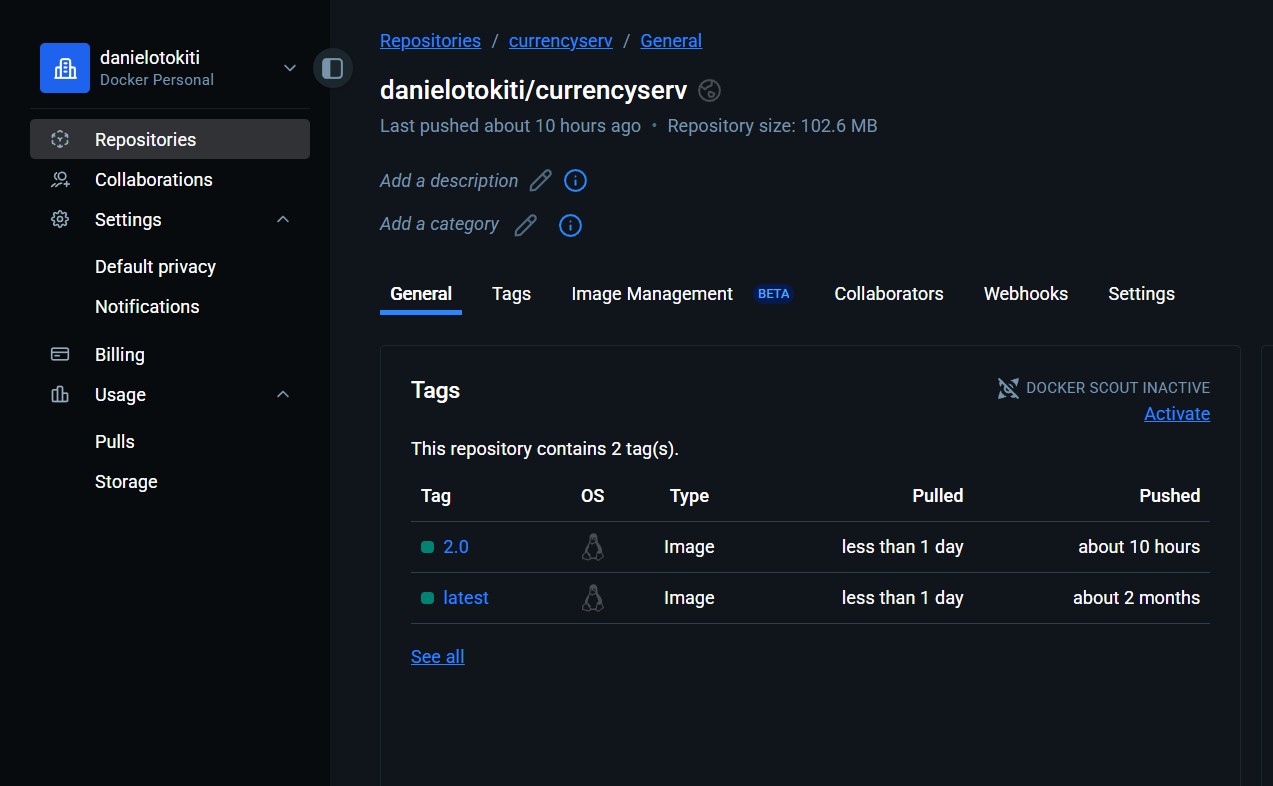 danielotokiti
Docker Personal
Repositories
Collaborations
Settings
Default privacy
Notifications
Billing
Usage
Pulls
Storage
Repositories / currencyserv / General
danielotokiti/currencyserv
Last pushed about 10 hours ago • Repository size: 102.6 MB
Add a description
Add a category
General Tags Image Management BETA Collaborators Webhooks Settings
Tags
DOCKER SCOUT INACTIVE
Activate
This repository contains 2 tag(s).
Tag OS Type Pulled Pushed
2.0 Image less than 1 day about 10 hours
latest Image less than 1 day about 2 months
See all